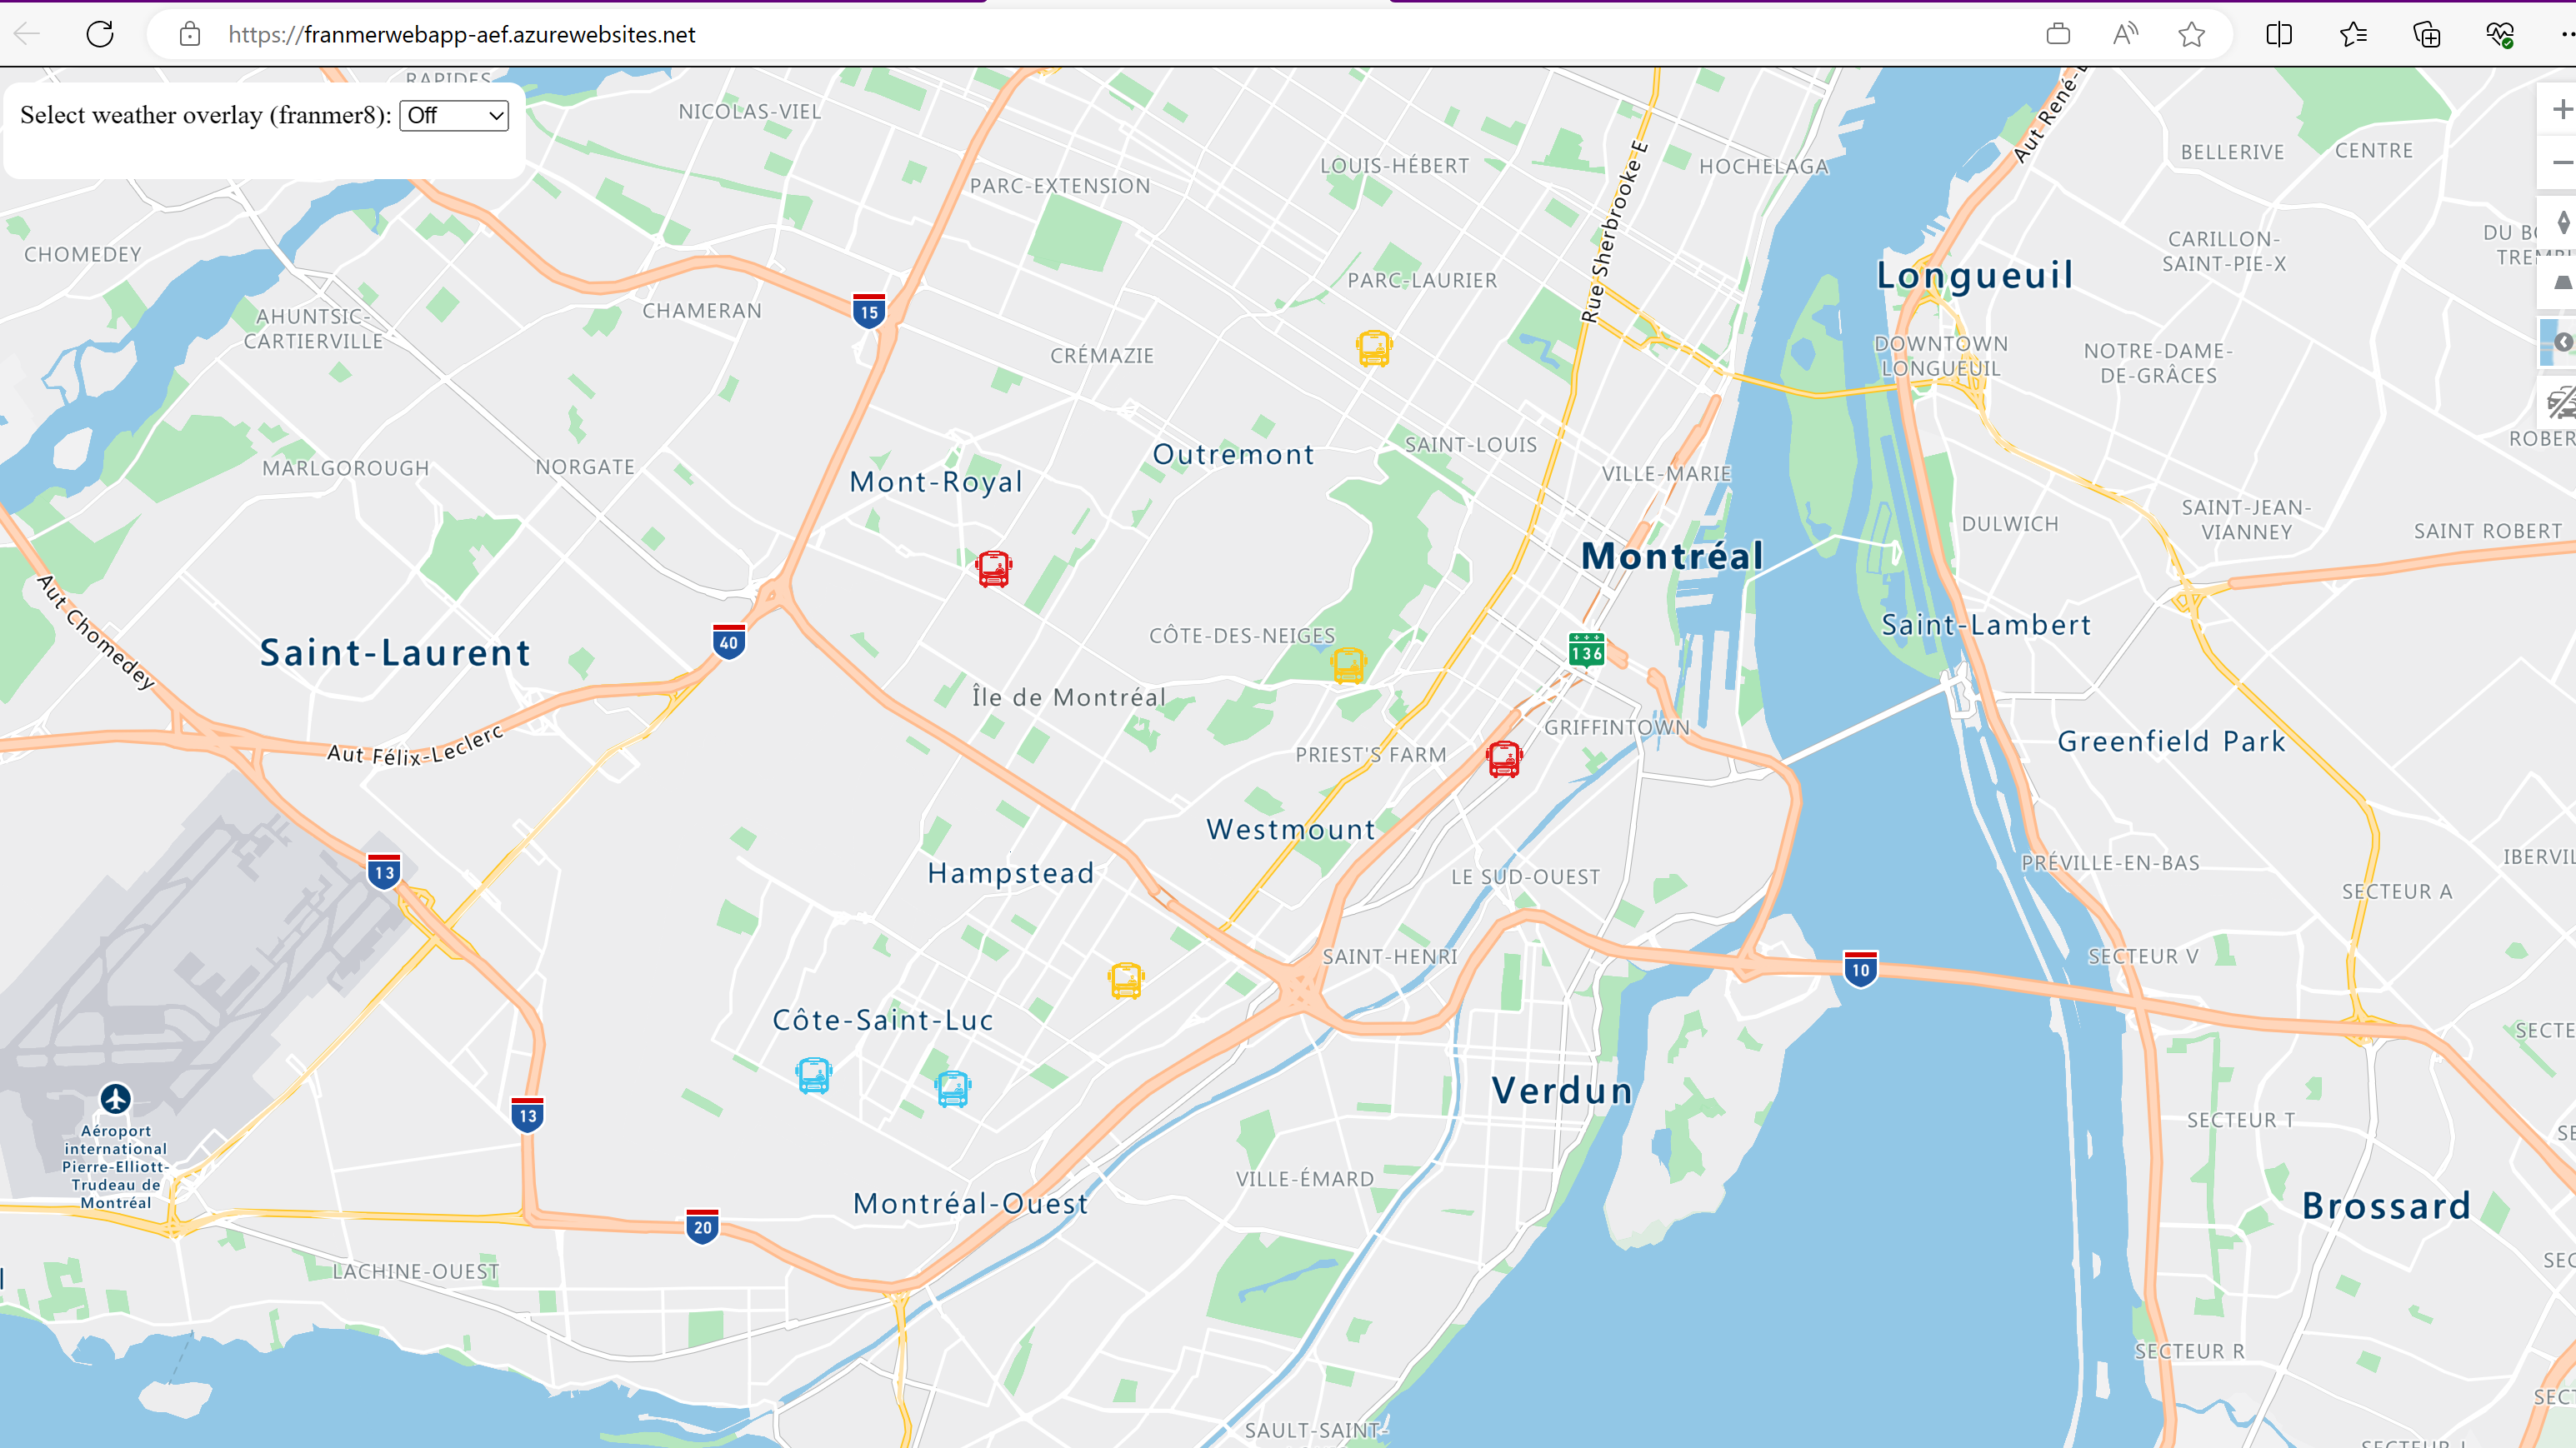 https://franmerwebapp-aef.azurewebsites.net
RAPIDES
Select weather overlay (franmer8): Off
NICOLAS-VIEL
LOUIS-HÉBERT
HOCHELAGA
Aut René-L
BELLERIVE
CENTRE
PARC-EXTENSION
Rue Sherbrooke E
CHOMEDEY
CARILLON-
SAINT-PIE-X
DU BO
Longueuil
PARC-LAURIER
CHAMERAN
15
AHUNTSIC-
CARTIERVILLE
CRÉMAZIE
DOWNTOWN
LONGUEUIL
NOTRE-DAME-
DE-GRÂCES
ROBER
SAINT-LOUIS
Outremont
MARLGOROUGH
NORGATE
Mont-Royal
VILLE-MARIE
SAINT-JEAN-
VIANNEY
DULWICH
SAINT ROBERT
Montréal
Aut Chomedey
Saint-Laurent
40
CÔTE-DES-NEIGES
136
Saint-Lambert
Île de Montréal
GRIFFINTOWN
Aut Félix-Leclerc
PRIEST'S FARM
Greenfield Park
Westmount
13
Hampstead
LE SUD-OUEST
PRÉVILLE-EN-BAS
IBERVIL
SECTEUR A
SAINT-HENRI
10
SECTEUR V
Côte-Saint-Luc
SECTE
Verdun
13
Aéroport
international
Pierre-Elliott-
Trudeau de
Montréal
SECTEUR T
SE
VILLE-ÉMARD
Montréal-Ouest
20
Brossard
l
LACHINE-OUEST
SEC
SECTEUR R
SECT
SAULT-SAINT-